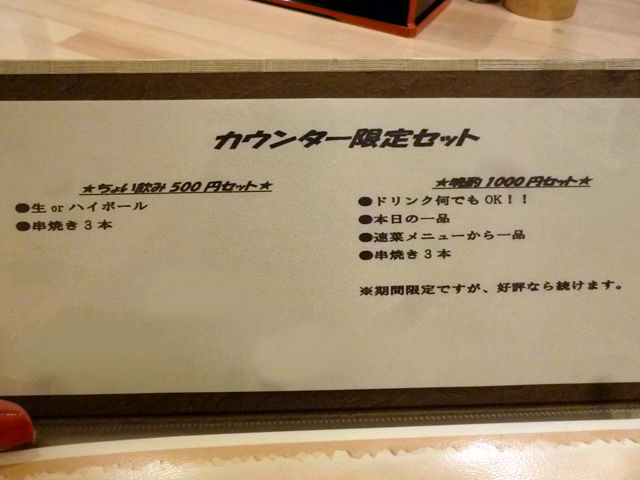 カウンター限定セット
★ちょい飲み500円セット★
●生orハイボール
●串焼き3本
★晩酌1000円セット★
●ドリンク何でもOK！！
●本日の一品
●速菜メニューから一品
●串焼き3本
※期間限定ですが、好評なら続けます。